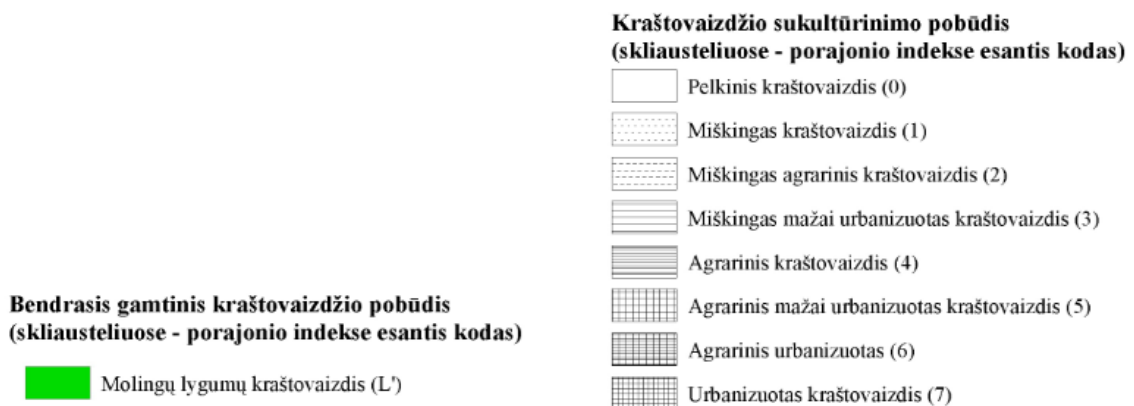 Kraštovaizdžio sukultūrinimo pobūdis
(skliausteliuose - porajonio indekse esantis kodas)
Pelkinis kraštovaizdis (0)
Miškingas kraštovaizdis (1)
Miškingas agrarinis kraštovaizdis (2)
Miškingas mažai urbanizuotas kraštovaizdis (3)
Agrarinis kraštovaizdis (4)
Agrarinis mažai urbanizuotas kraštovaizdis (5)
Agrarinis urbanizuotas (6)
Urbanizuotas kraštovaizdis (7)
Bendrasis gamtinis kraštovaizdžio pobūdis
(skliausteliuose - porajonio indekse esantis kodas)
Molingų lygumų kraštovaizdis (L')